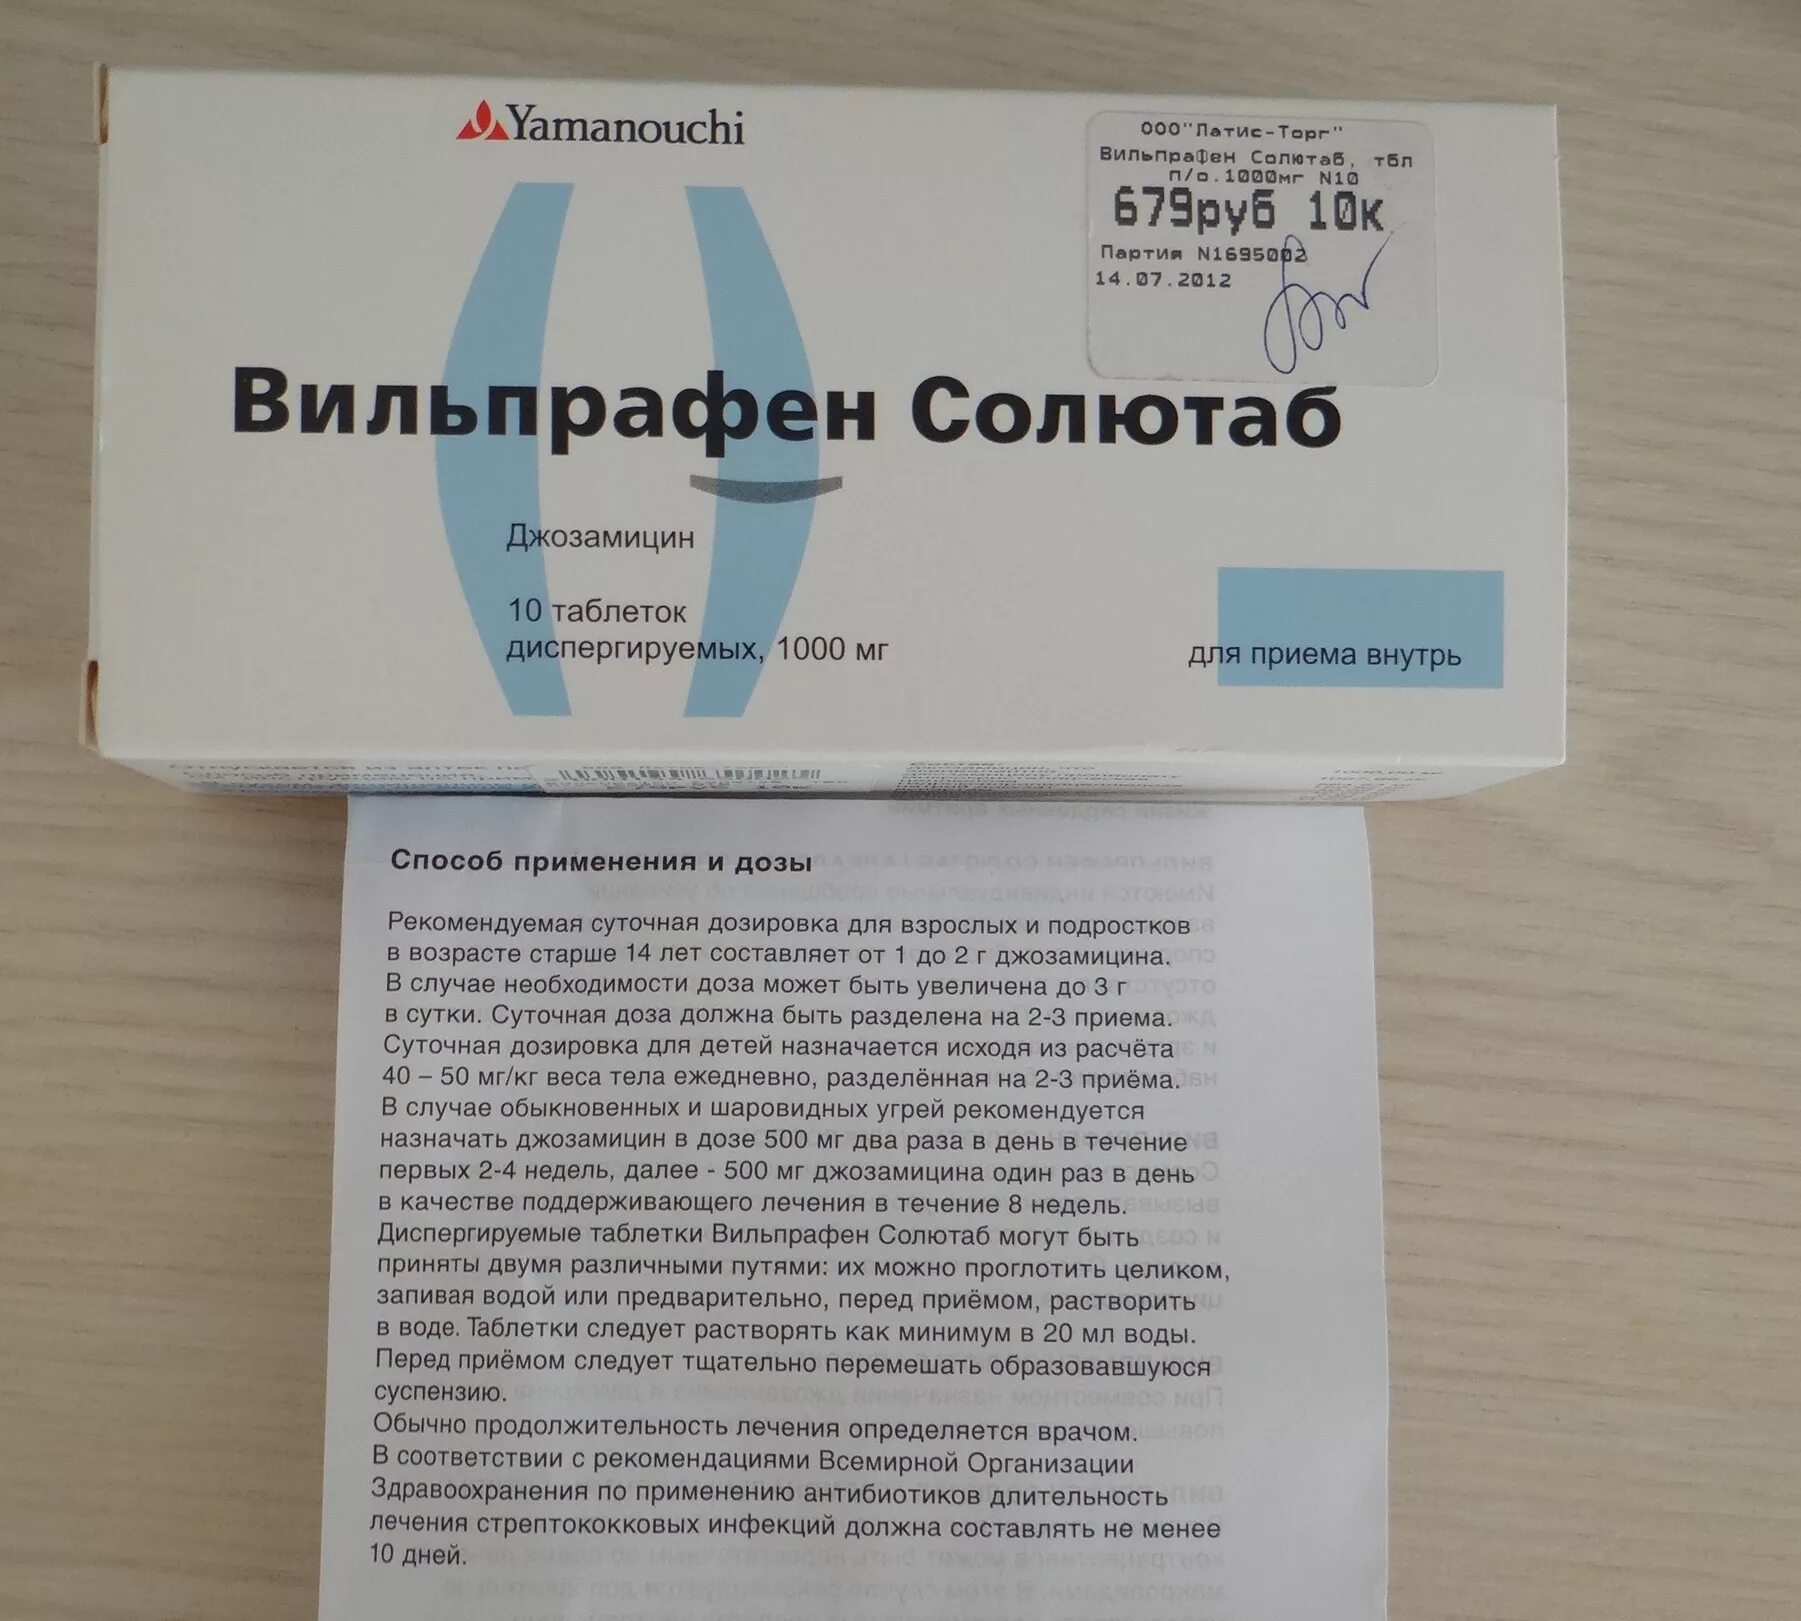 Yamanouchi
ООО"Латис-Торг"
Вильпрафен Солютаб, тбл
п/о.1000мг N10
679руб 10к
Партия N1695002
14.07.2012
Вильпрафен Солютаб
Джозамицин
10 таблеток
диспергируемых, 1000 мг
для приема внутрь
Отпускается из аптек по
Способ применения и дозы
Рекомендуемая суточная дозировка для взрослых и подростков
в возрасте старше 14 лет составляет от 1 до 2 г джозамицина.
В случае необходимости доза может быть увеличена до 3 г
в сутки. Суточная доза должна быть разделена на 2-3 приема.
Суточная дозировка для детей назначается исходя из расчёта
40 – 50 мг/кг веса тела ежедневно, разделённая на 2-3 приёма.
В случае обыкновенных и шаровидных угрей рекомендуется
назначать джозамицин в дозе 500 мг два раза в день в течение
первых 2-4 недель, далее - 500 мг джозамицина один раз в день
в качестве поддерживающего лечения в течение 8 недель.
Диспергируемые таблетки Вильпрафен Солютаб могут быть
приняты двумя различными путями: их можно проглотить целиком,
запивая водой или предварительно, перед приёмом, растворить
в воде. Таблетки следует растворять как минимум в 20 мл воды.
Перед приёмом следует тщательно перемешать образовавшуюся
суспензию.
Обычно продолжительность лечения определяется врачом.
В соответствии с рекомендациями Всемирной Организации
Здравоохранения по применению антибиотиков длительность
лечения стрептококковых инфекций должна составлять не менее
10 дней.